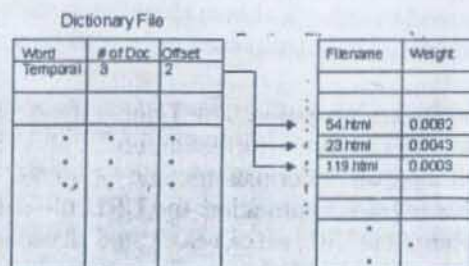 Dictionary File
Word # of Doc Offset
Temporal 3 2
Filename Weight
54.html 0.0082
23.html 0.0043
119.html 0.0003